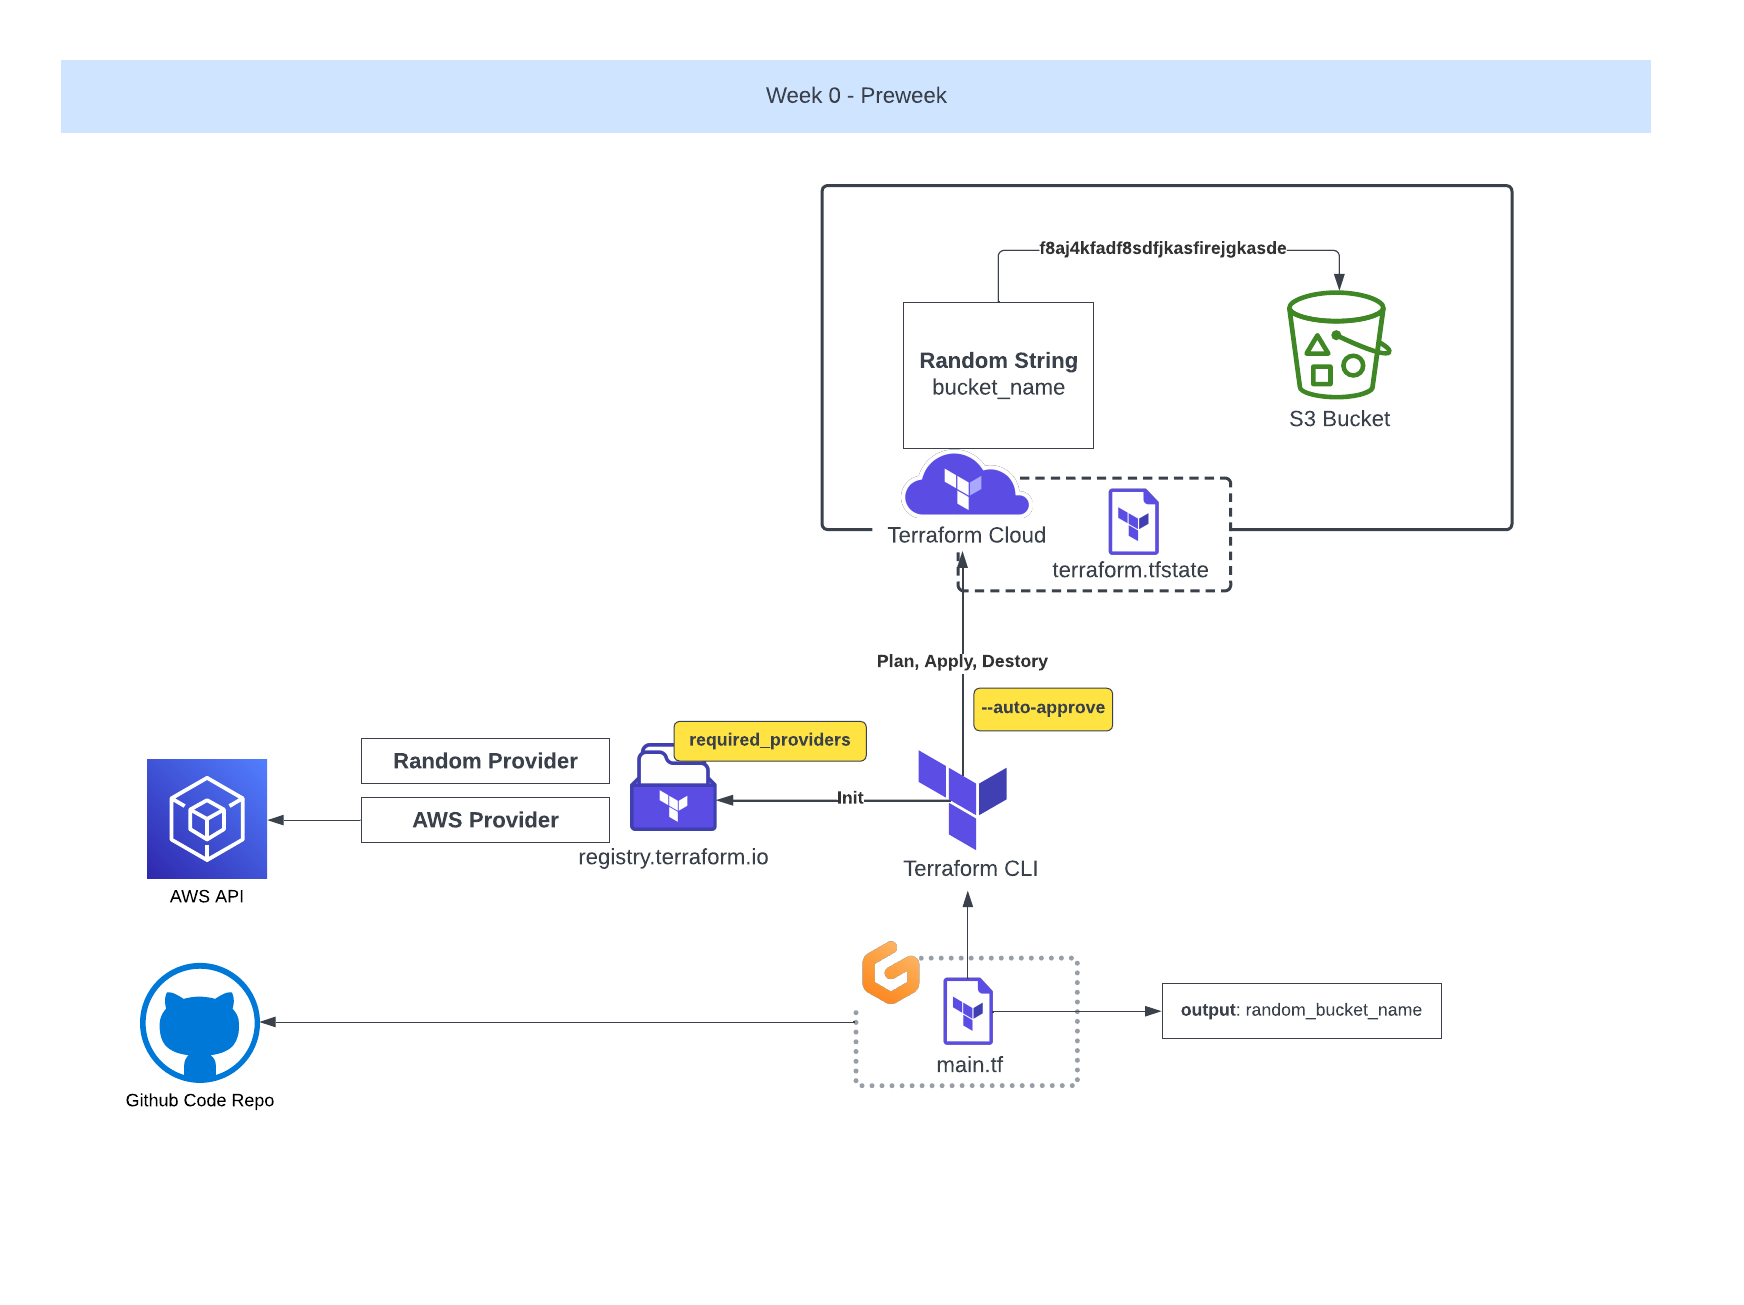 Week 0 - Preweek
f8aj4kfadf8sdfjkasfirejgkasde
Random String
bucket_name
S3 Bucket
Terraform Cloud
terraform.tfstate
Plan, Apply, Destory
--auto-approve
required_providers
Random Provider
AWS Provider
Init
registry.terraform.io
Terraform CLI
AWS API
output: random_bucket_name
main.tf
Github Code Repo